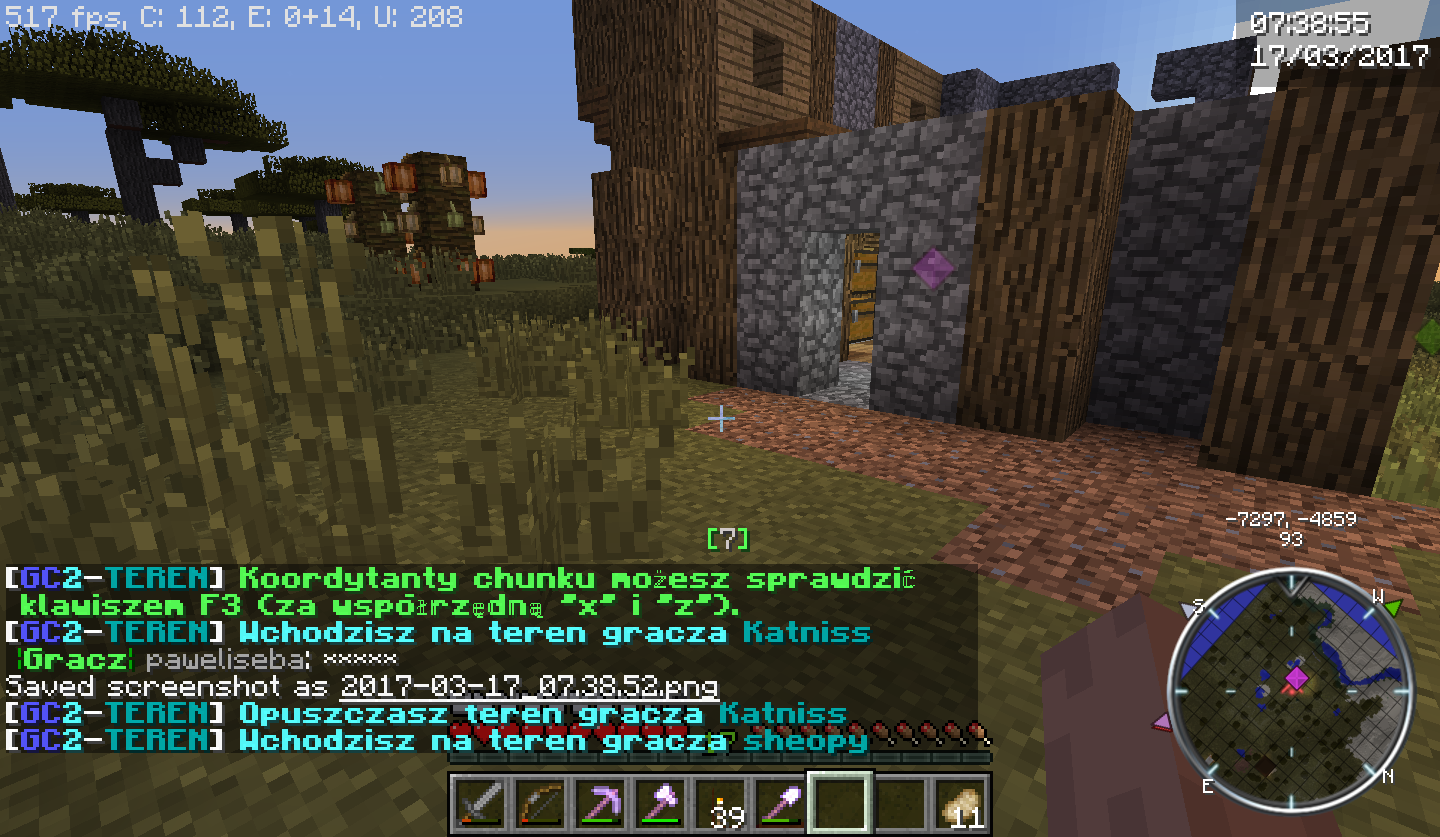 517 fps, C: 112, E: 0+14, U: 208
07:38:55
17/03/2017
-7297, -4859
93
[7]
[GC2-TEREN] Koordytanty chunku możesz sprawdzić
klawiszem F3 (za współrzędną "x" i "z").
[GC2-TEREN] Wchodzisz na teren gracza Katniss
|Gracz| paweliseba: *****
Saved screenshot as 2017-03-17_07.38.52.png
[GC2-TEREN] Opuszczasz teren gracza Katniss
[GC2-TEREN] Wchodzisz na teren gracza sheopy
S
W
E
N
39
11